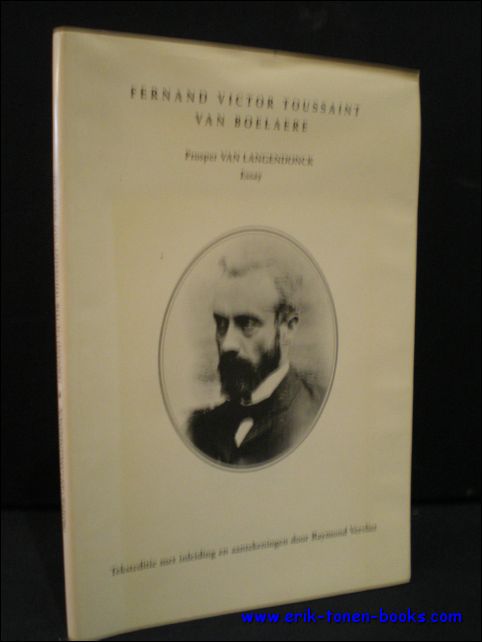 FERNAND VICTOR TOUSSAINT
VAN BOELAERE
Prosper VAN LANGENDONCK
Essay
Teksteditie met inleiding en aantekeningen door Raymond Vervliet
www.erik-tonen-books.com